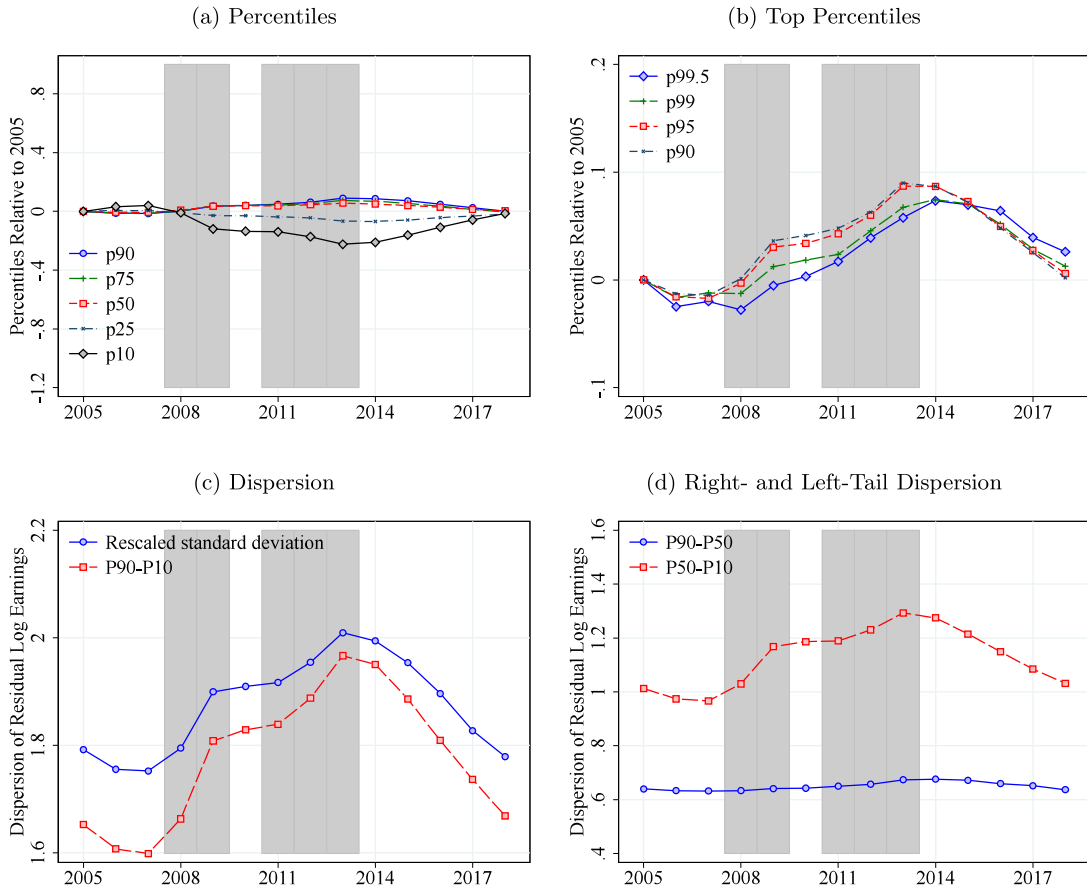 (a) Percentiles
Percentiles Relative to 2005
.8
.4
0
-.4
-.8
-1.2
p90
p75
p50
p25
p10
2005 2008 2011 2014 2017
(b) Top Percentiles
Percentiles Relative to 2005
.2
.1
0
-.1
p99.5
p99
p95
p90
2005 2008 2011 2014 2017
(c) Dispersion
Dispersion of Residual Log Earnings
2.2
2
1.8
1.6
Rescaled standard deviation
P90-P10
2005 2008 2011 2014 2017
(d) Right- and Left-Tail Dispersion
Dispersion of Residual Log Earnings
1.6
1.4
1.2
1
.8
.6
.4
P90-P50
P50-P10
2005 2008 2011 2014 2017